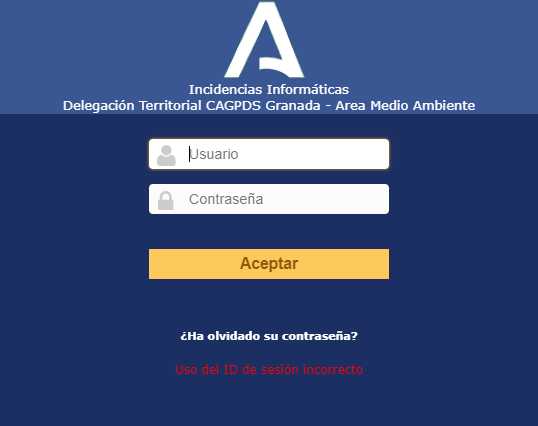 Incidencias Informáticas
Delegación Territorial CAGPDS Granada - Area Medio Ambiente
Usuario
Contraseña
Aceptar
¿Ha olvidado su contraseña?
Uso del ID de sesión incorrecto